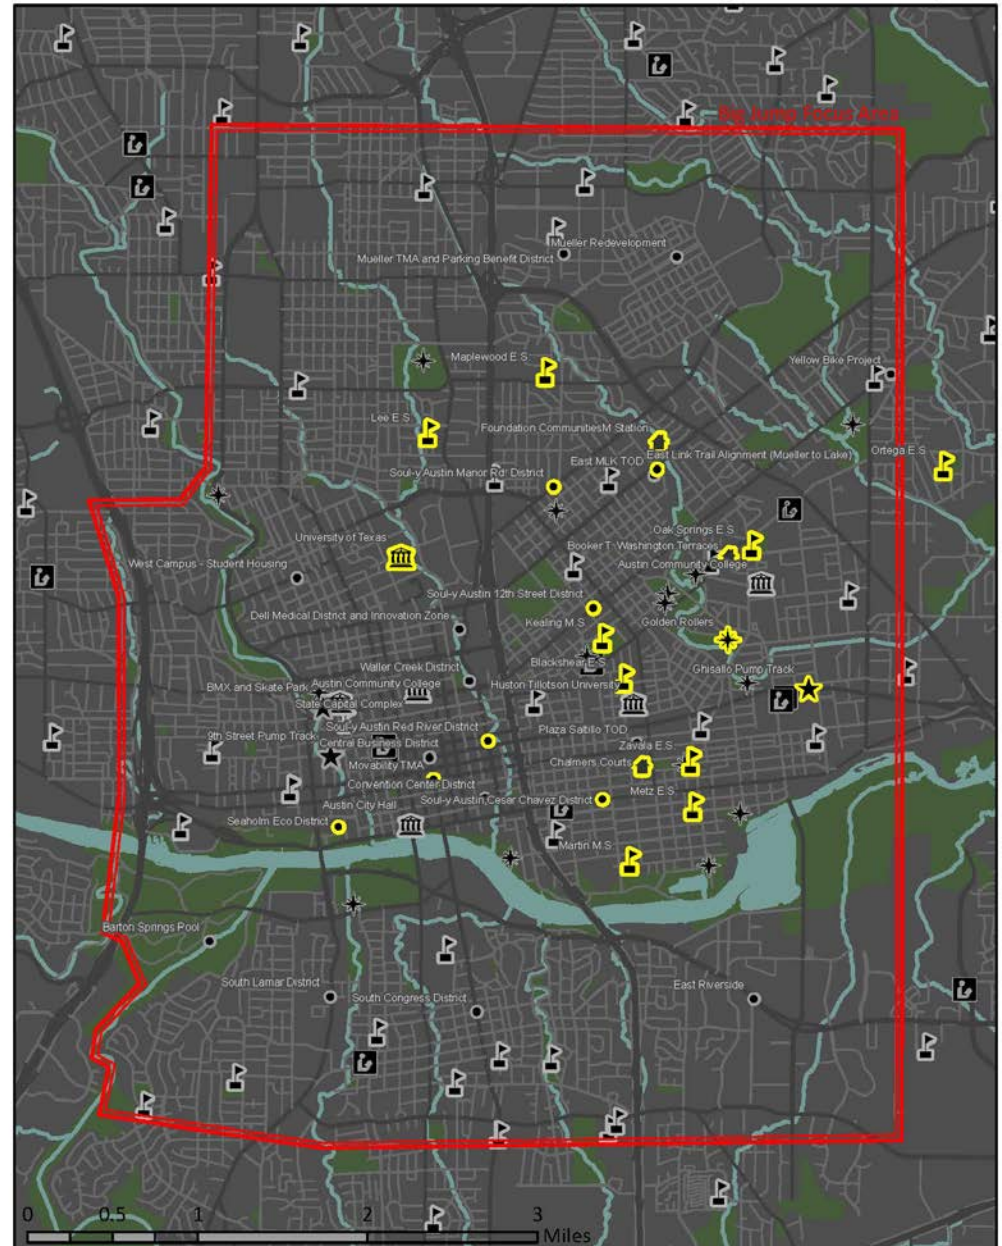 Big Jump Focus Area
Mueller Redevelopment
Mueller TMA and Parking Benefit District
Maplewood E.S
Yellow Bike Project
Lee E.S
Foundation CommunitiesM Station
East Link Trail Alignment (Mueller to Lake)
Ortega E.S
East MLK TOD
Soul-y Austin Manor Rd. District
Oak Springs E.S
University of Texas
Booker T. Washington Terraces
West Campus - Student Housing
Austin Community College
Soul-y Austin 12th Street District
Dell Medical District and Innovation Zone
Kealing M.S
Golden Rollers
Waller Creek District
Blackshear E.S
Ghisallo Pump Track
BMX and Skate Park
Austin Community College
Huston Tillotson University
State Capital Complex
Soul-y Austin Red River District
Plaza Saltillo TOD
9th Street Pump Track
Central Business District
Zavala E.S.
Movability TMA
Chalmers Courts
Convention Center District
Metz E.S
Austin City Hall
Soul-y Austin Cesar Chavez District
Seaholm Eco District
Martin M.S
Barton Springs Pool
South Lamar District
South Congress District
East Riverside
0 0.5 1 2 3
Miles